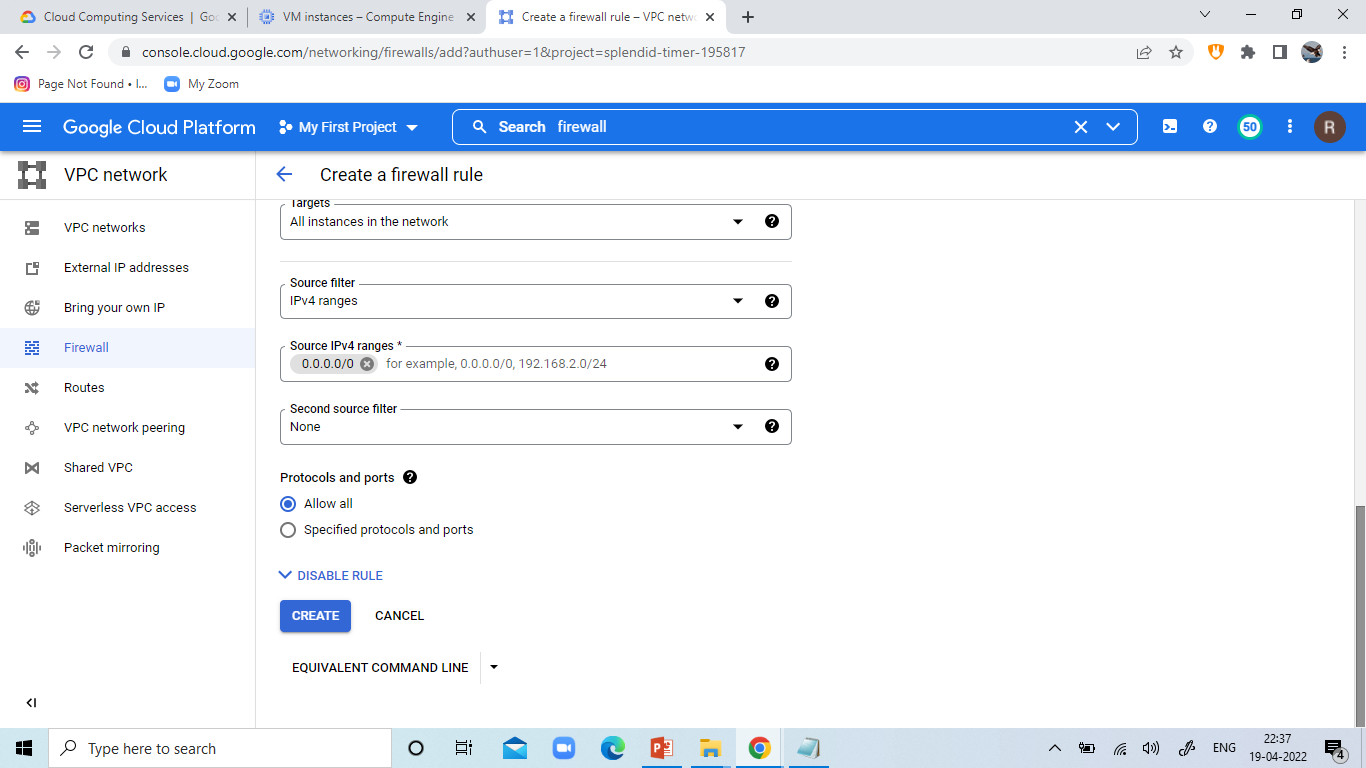 Cloud Computing Services | Goo
VM instances – Compute Engine
Create a firewall rule – VPC netw
console.cloud.google.com/networking/firewalls/add?authuser=1&project=splendid-timer-195817
Page Not Found • I...
My Zoom
Google Cloud Platform
My First Project
Search firewall
50
R
VPC network
Create a firewall rule
VPC networks
External IP addresses
Bring your own IP
Firewall
Routes
VPC network peering
Shared VPC
Serverless VPC access
Packet mirroring
Targets
All instances in the network
Source filter
IPv4 ranges
Source IPv4 ranges *
0.0.0.0/0 for example, 0.0.0.0/0, 192.168.2.0/24
Second source filter
None
Protocols and ports
Allow all
Specified protocols and ports
DISABLE RULE
CREATE CANCEL
EQUIVALENT COMMAND LINE
Type here to search
ENG
22:37
19-04-2022
4